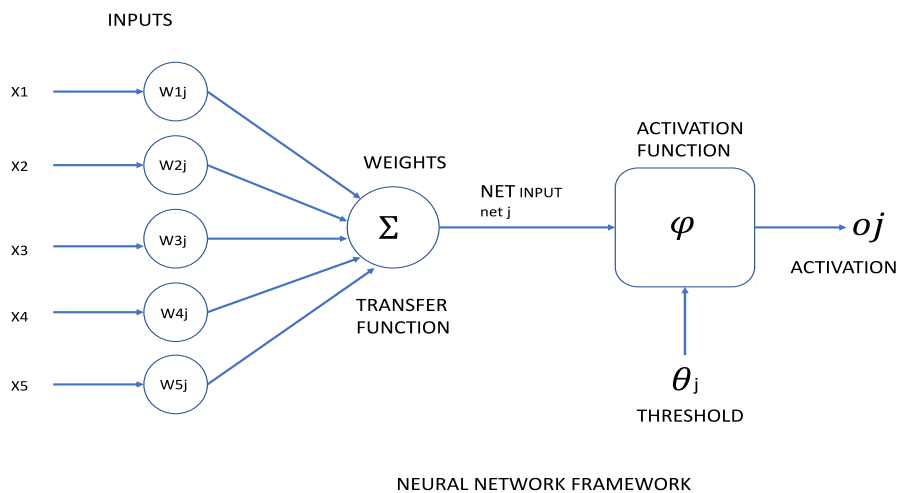 INPUTS
X1
W1j
X2
W2j
X3
W3j
X4
W4j
X5
W5j
WEIGHTS
Σ
TRANSFER
FUNCTION
NET INPUT
net j
ACTIVATION
FUNCTION
φ
oj
ACTIVATION
θ j
THRESHOLD
NEURAL NETWORK FRAMEWORK